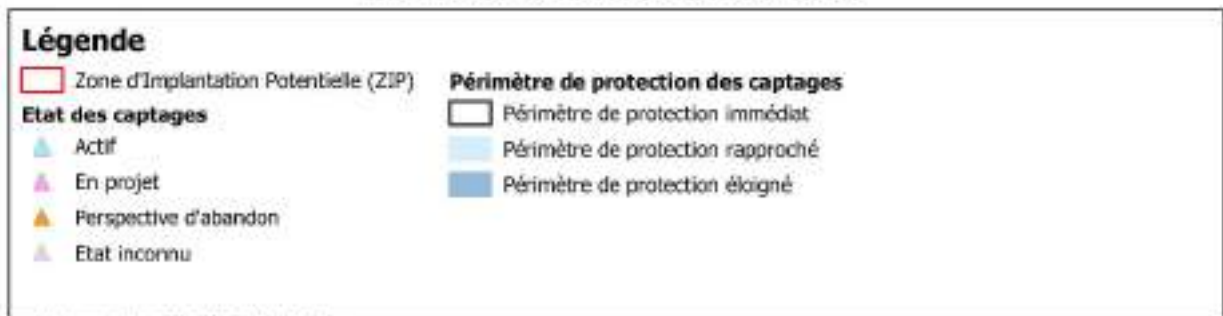 Légende
Zone d'Implantation Potentielle (ZIP)
Etat des captages
Actif
En projet
Perspective d'abandon
Etat inconnu
Périmètre de protection des captages
Périmètre de protection immédiat
Périmètre de protection rapproché
Périmètre de protection éloigné